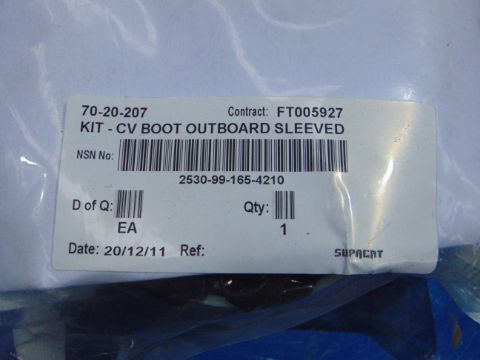 70-20-207 Contract: FT005927
KIT - CV BOOT OUTBOARD SLEEVED
NSN No:
2530-99-165-4210
D of Q: Qty:
EA 1
Date: 20/12/11 Ref: SUPACAT